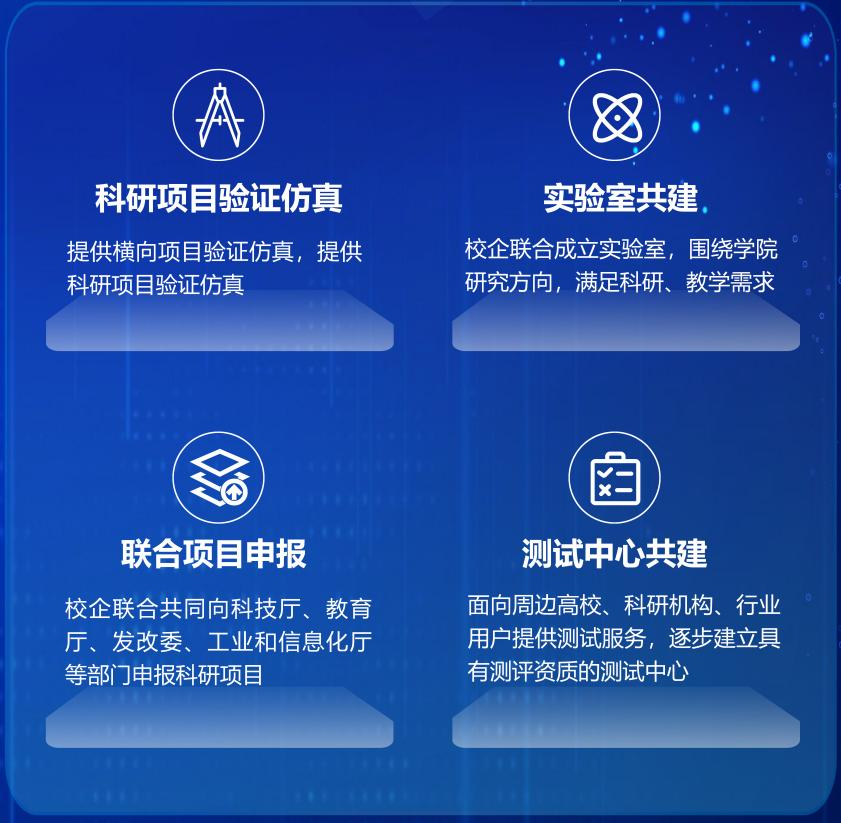 科研项目验证仿真
提供横向项目验证仿真，提供
科研项目验证仿真
实验室共建
校企联合成立实验室，围绕学院
研究方向，满足科研、教学需求
联合项目申报
校企联合共同向科技厅、教育
厅、发改委、工业和信息化厅
等部门申报科研项目
测试中心共建
面向周边高校、科研机构、行业
用户提供测试服务，逐步建立具
有测评资质的测试中心